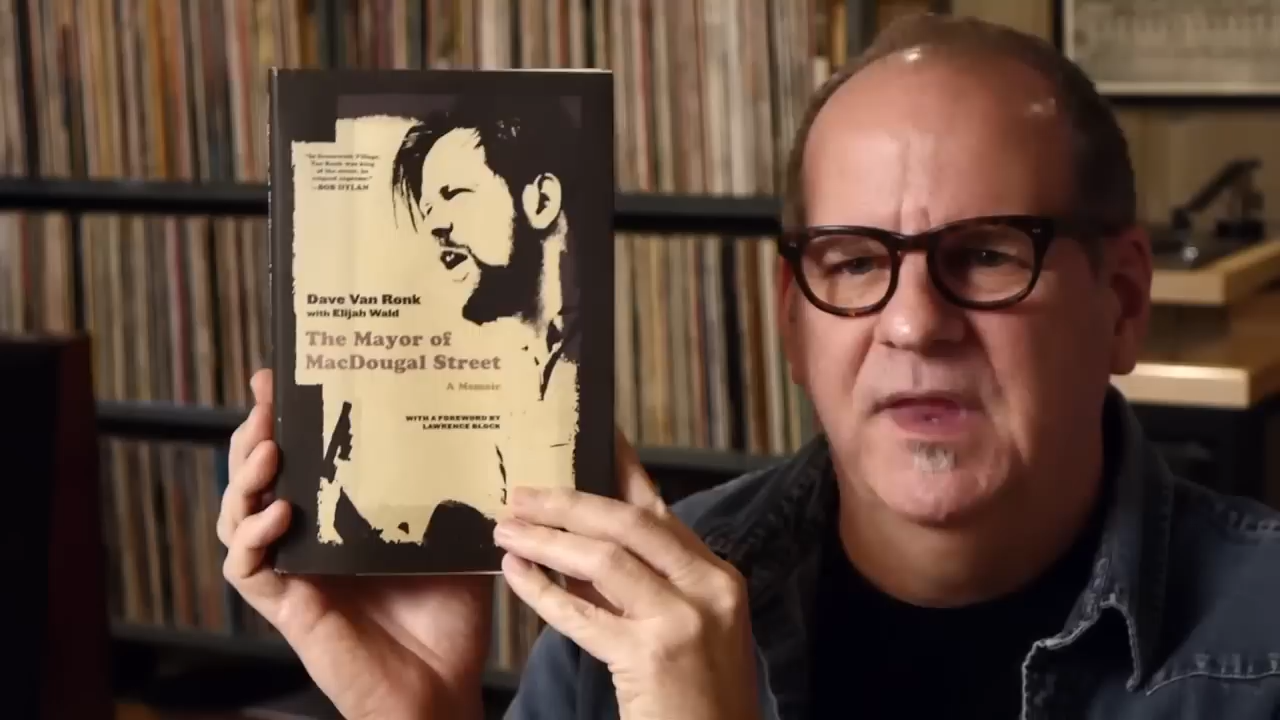 "In Greenwich Village,
Van Ronk was king
of the street, he
reigned supreme."
—BOB DYLAN
Dave Van Ronk
with Elijah Wald
The Mayor of
MacDougal Street
A Memoir
WITH A FOREWORD BY
LAWRENCE BLOCK